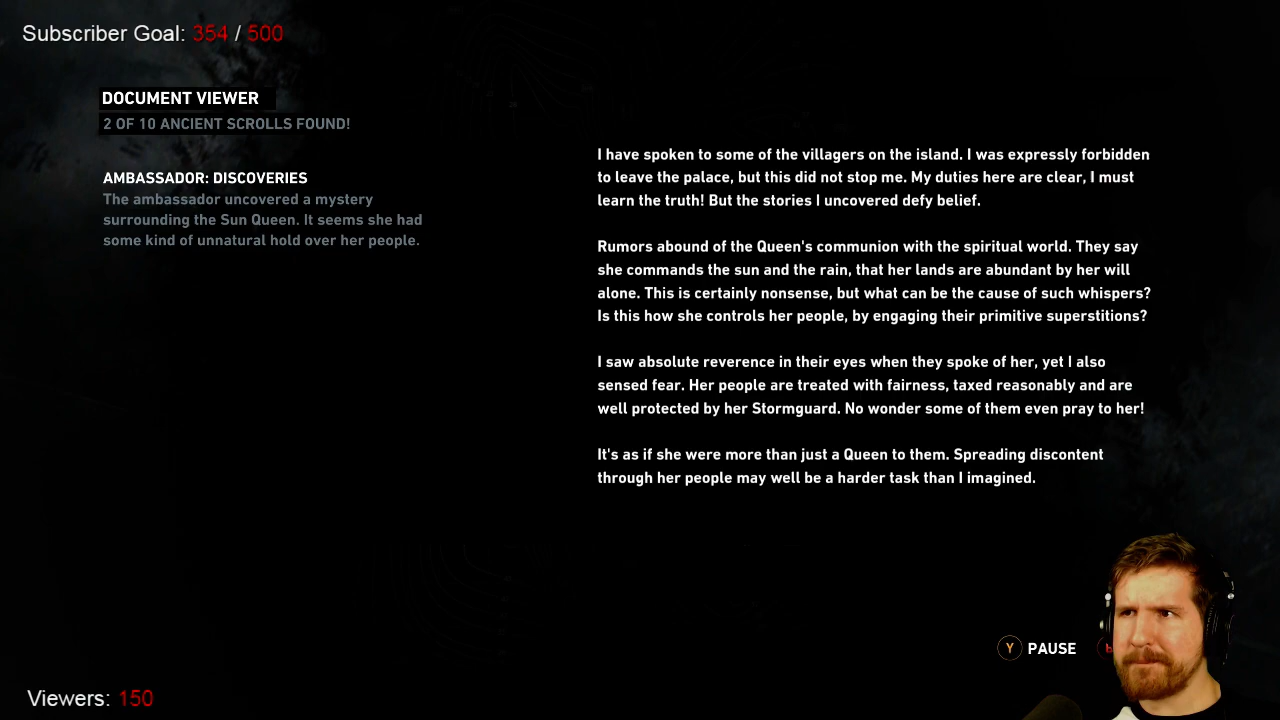 Subscriber Goal: 354 / 500
DOCUMENT VIEWER
2 OF 10 ANCIENT SCROLLS FOUND!
AMBASSADOR: DISCOVERIES
The ambassador uncovered a mystery
surrounding the Sun Queen. It seems she had
some kind of unnatural hold over her people.
I have spoken to some of the villagers on the island. I was expressly forbidden
to leave the palace, but this did not stop me. My duties here are clear, I must
learn the truth! But the stories I uncovered defy belief.
Rumors abound of the Queen's communion with the spiritual world. They say
she commands the sun and the rain, that her lands are abundant by her will
alone. This is certainly nonsense, but what can be the cause of such whispers?
Is this how she controls her people, by engaging their primitive superstitions?
I saw absolute reverence in their eyes when they spoke of her, yet I also
sensed fear. Her people are treated with fairness, taxed reasonably and are
well protected by her Stormguard. No wonder some of them even pray to her!
It's as if she were more than just a Queen to them. Spreading discontent
through her people may well be a harder task than I imagined.
Y PAUSE
Viewers: 150